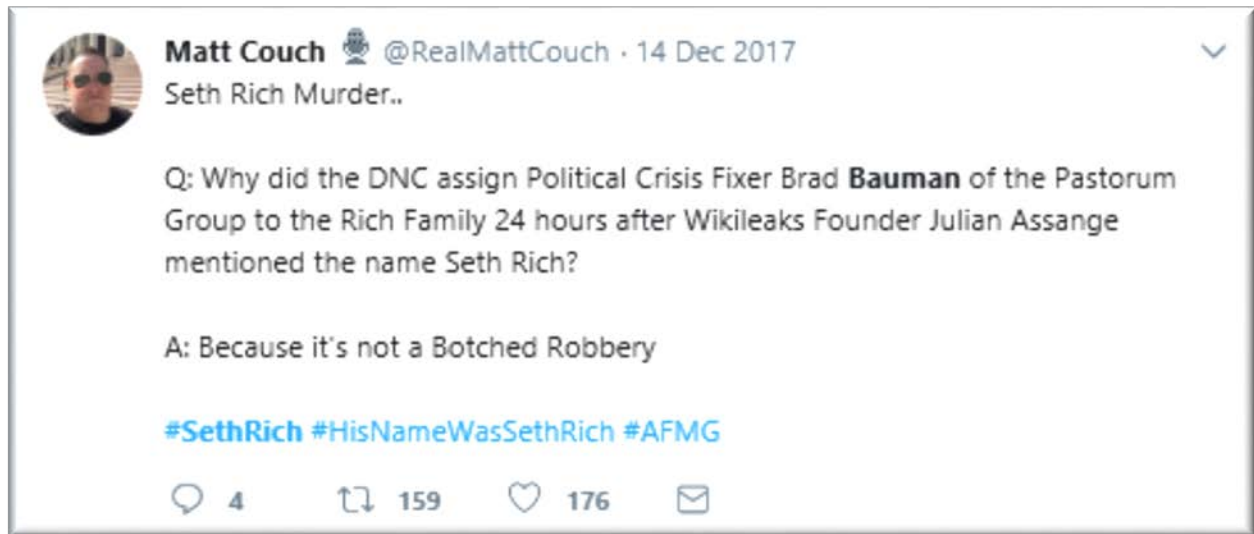 Matt Couch @RealMattCouch · 14 Dec 2017
Seth Rich Murder..
Q: Why did the DNC assign Political Crisis Fixer Brad Bauman of the Pastorum
Group to the Rich Family 24 hours after Wikileaks Founder Julian Assange
mentioned the name Seth Rich?
A: Because it's not a Botched Robbery
#SethRich #HisNameWasSethRich #AFMG
4 159 176